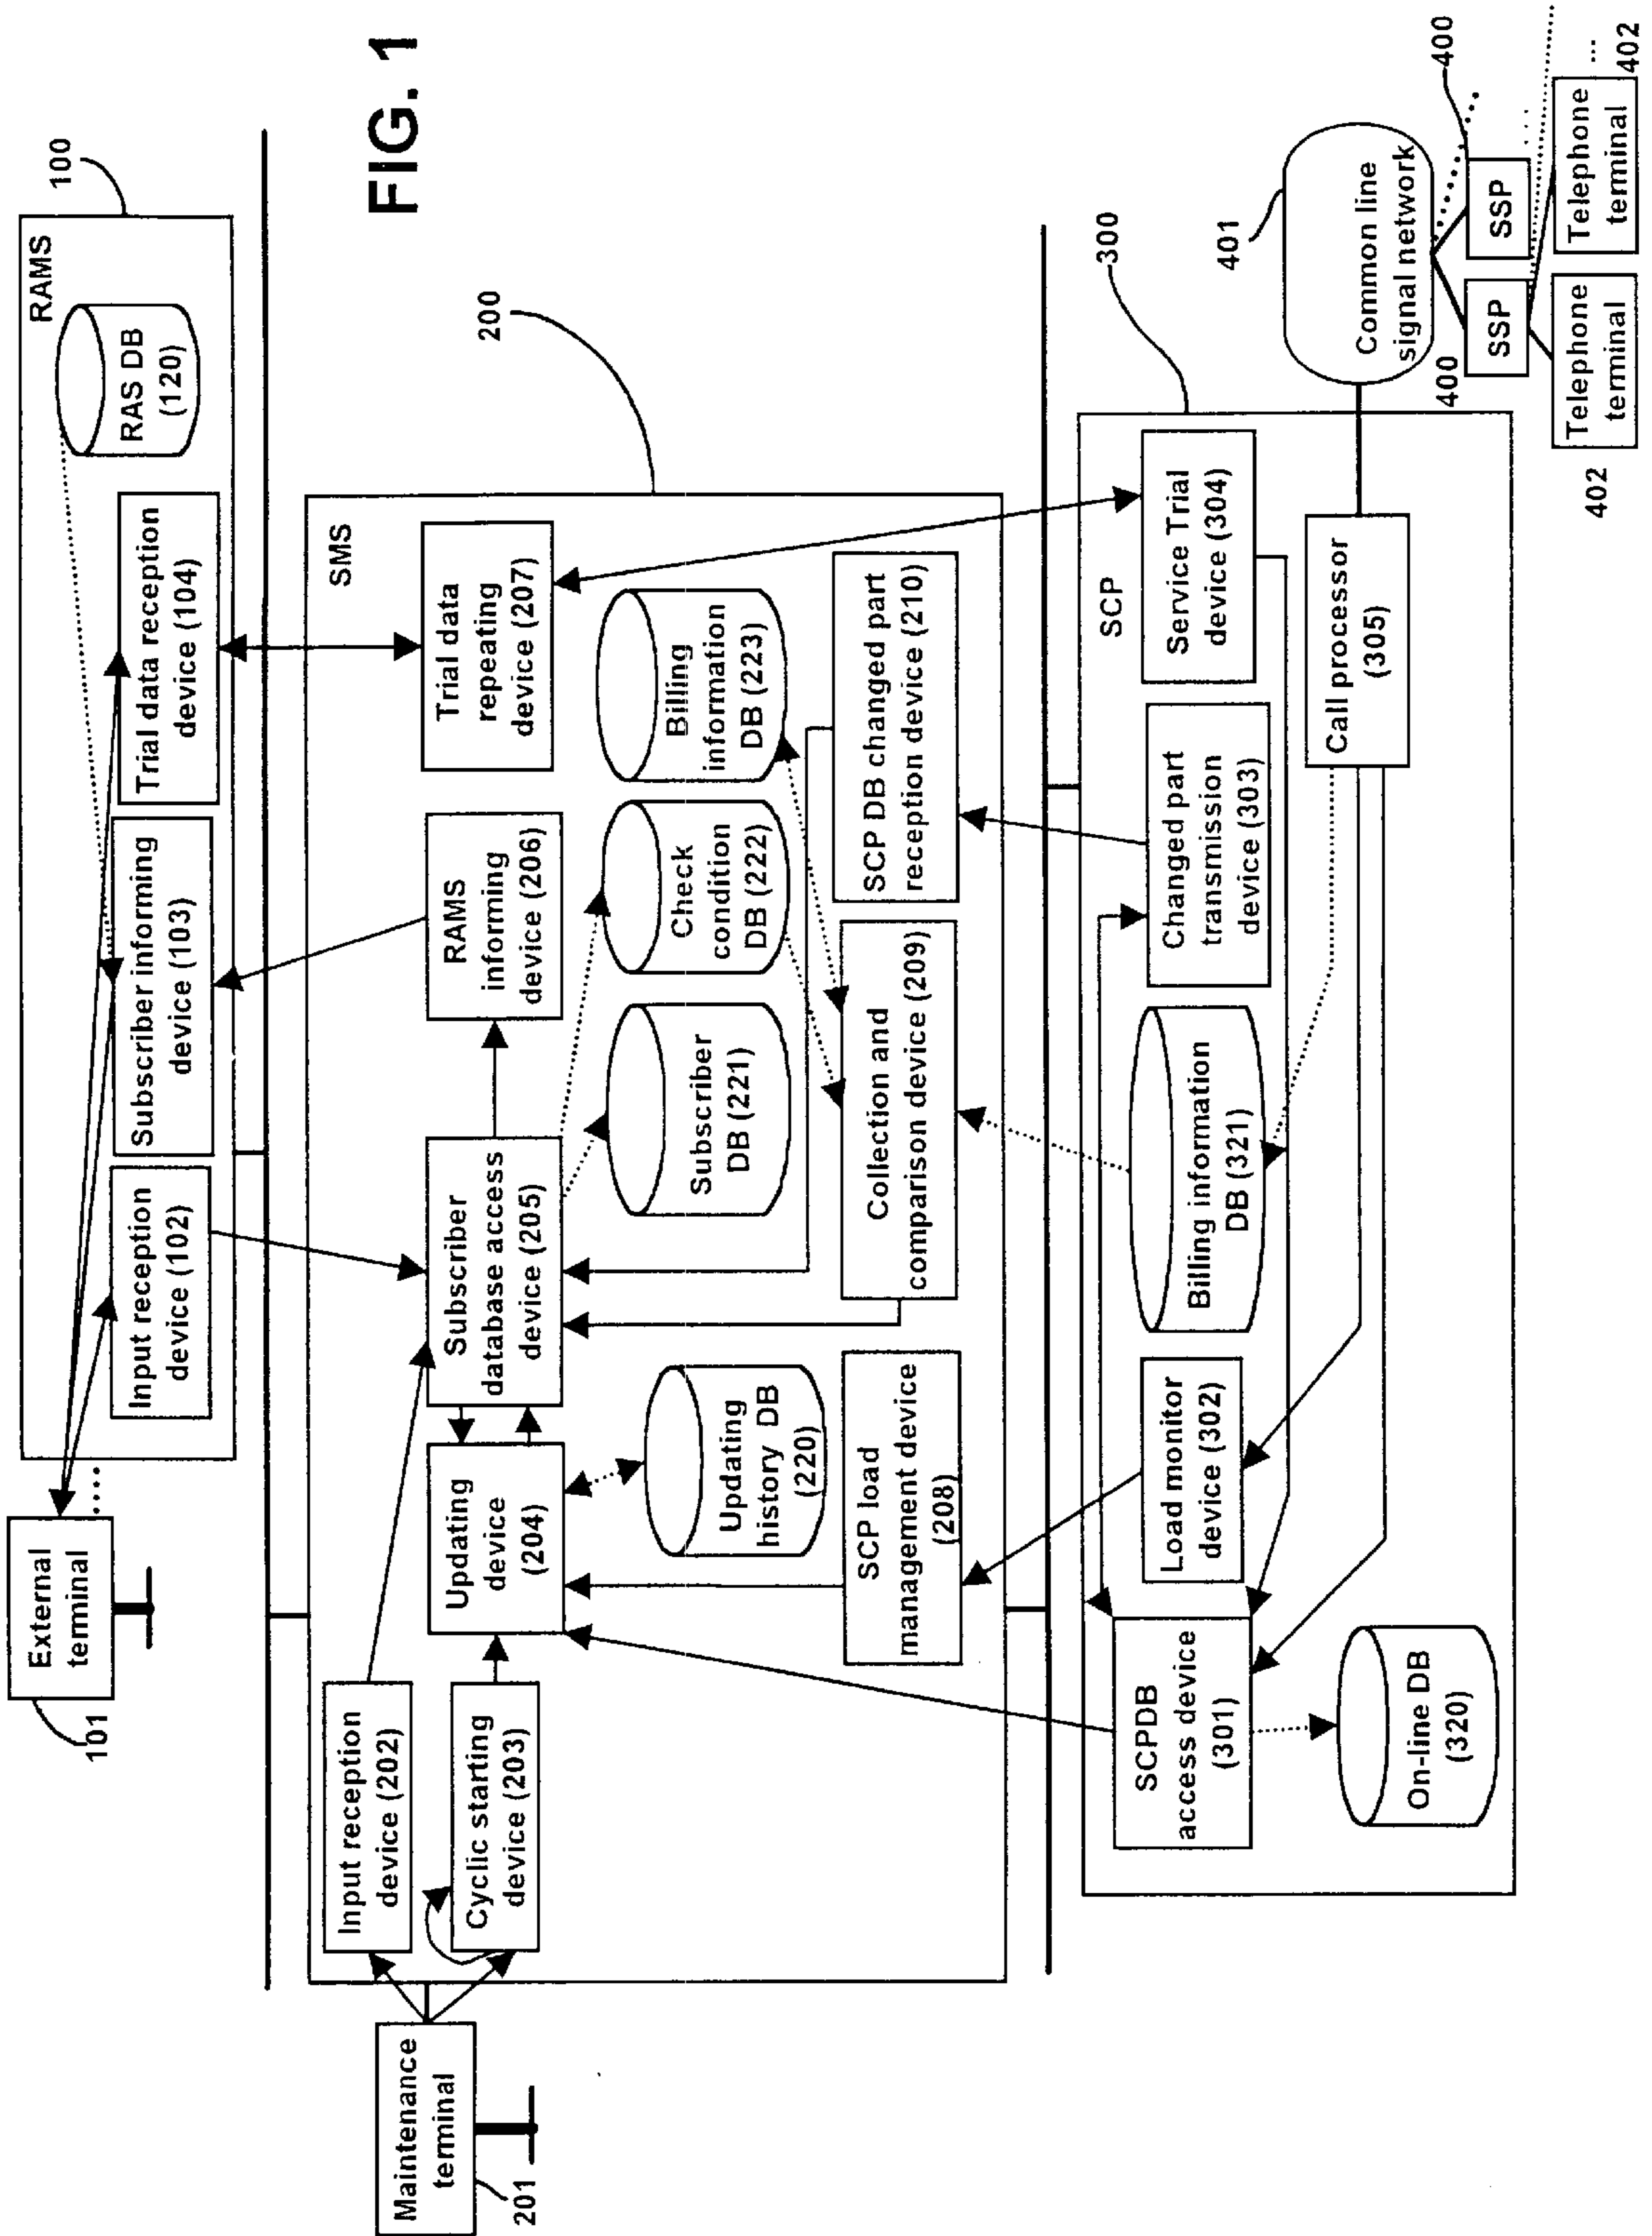 FIG. 1
External
terminal
101
100
RAMS
Input reception
device (102)
Subscriber informing
device (103)
Trial data reception
device (104)
RAS DB
(120)
200
SMS
Maintenance
terminal
201
Input reception
device (202)
Cyclic starting
device (203)
Updating
device
(204)
Subscriber
database access
device (205)
RAMS
informing
device (206)
Trial data
repeating
device (207)
Updating
history DB
(220)
Subscriber
DB (221)
Check
condition
DB (222)
Billing
information
DB (223)
SCP load
management device
(208)
Collection and
comparison device (209)
SCP DB changed part
reception device (210)
300
SCP
SCPDB
access device
(301)
Load monitor
device (302)
Billing information
DB (321)
Changed part
transmission
device (303)
Service Trial
device (304)
On-line DB
(320)
Call processor
(305)
401
Common line
signal network
400
SSP
SSP
400
Telephone
terminal
402
Telephone
terminal
402